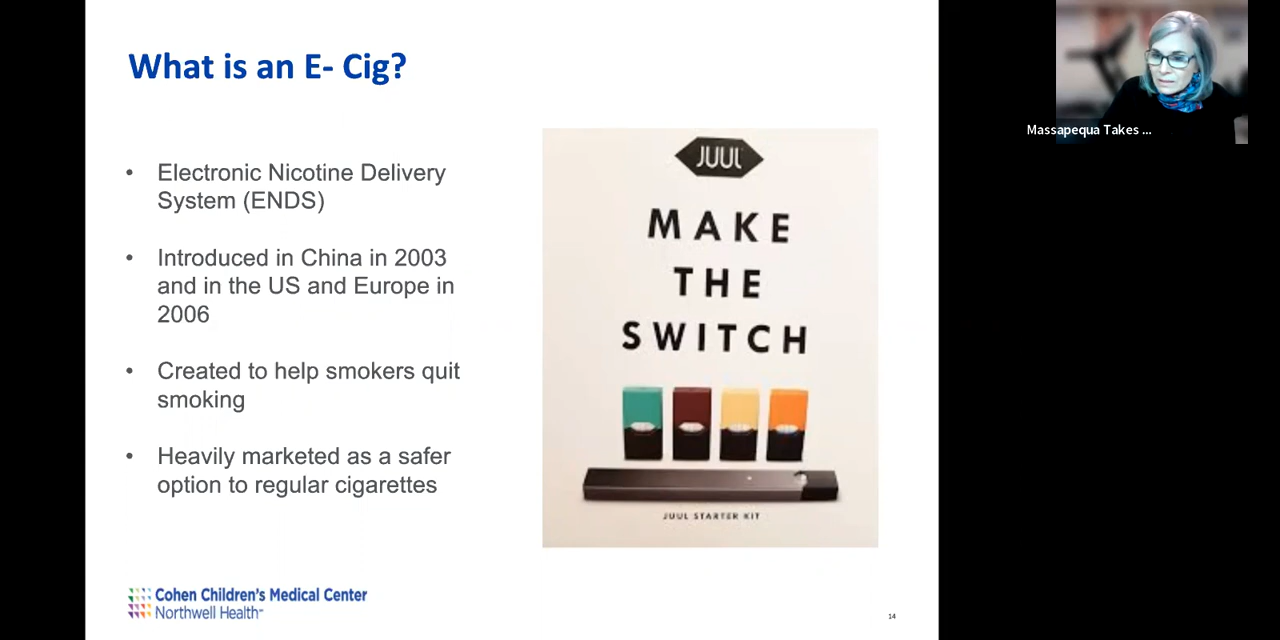 What is an E- Cig?
• Electronic Nicotine Delivery
System (ENDS)
• Introduced in China in 2003
and in the US and Europe in
2006
• Created to help smokers quit
smoking
• Heavily marketed as a safer
option to regular cigarettes
JUUL
MAKE
THE
SWITCH
JUUL STARTER KIT
Cohen Children's Medical Center
Northwell Health℠
14
Massapequa Takes ...